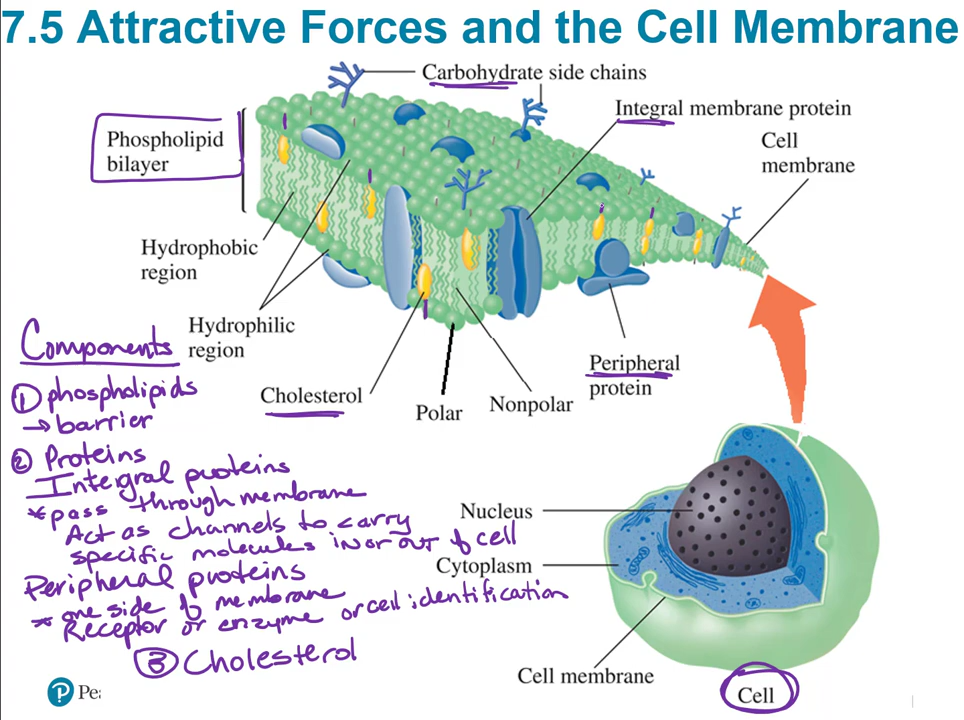 7.5 Attractive Forces and the Cell Membrane
Carbohydrate side chains
Integral membrane protein
Cell
membrane
Phospholipid
bilayer
Hydrophobic
region
Hydrophilic
region
Cholesterol
Polar
Nonpolar
Peripheral
protein
Components
① phospholipids
→ barrier
② Proteins
Integral proteins
* pass through membrane
Act as channels to carry
specific molecules in or out of cell
Peripheral proteins
* one side of membrane
Receptor or enzyme or cell identification
③ Cholesterol
Nucleus
Cytoplasm
Cell membrane
Cell
P Pea